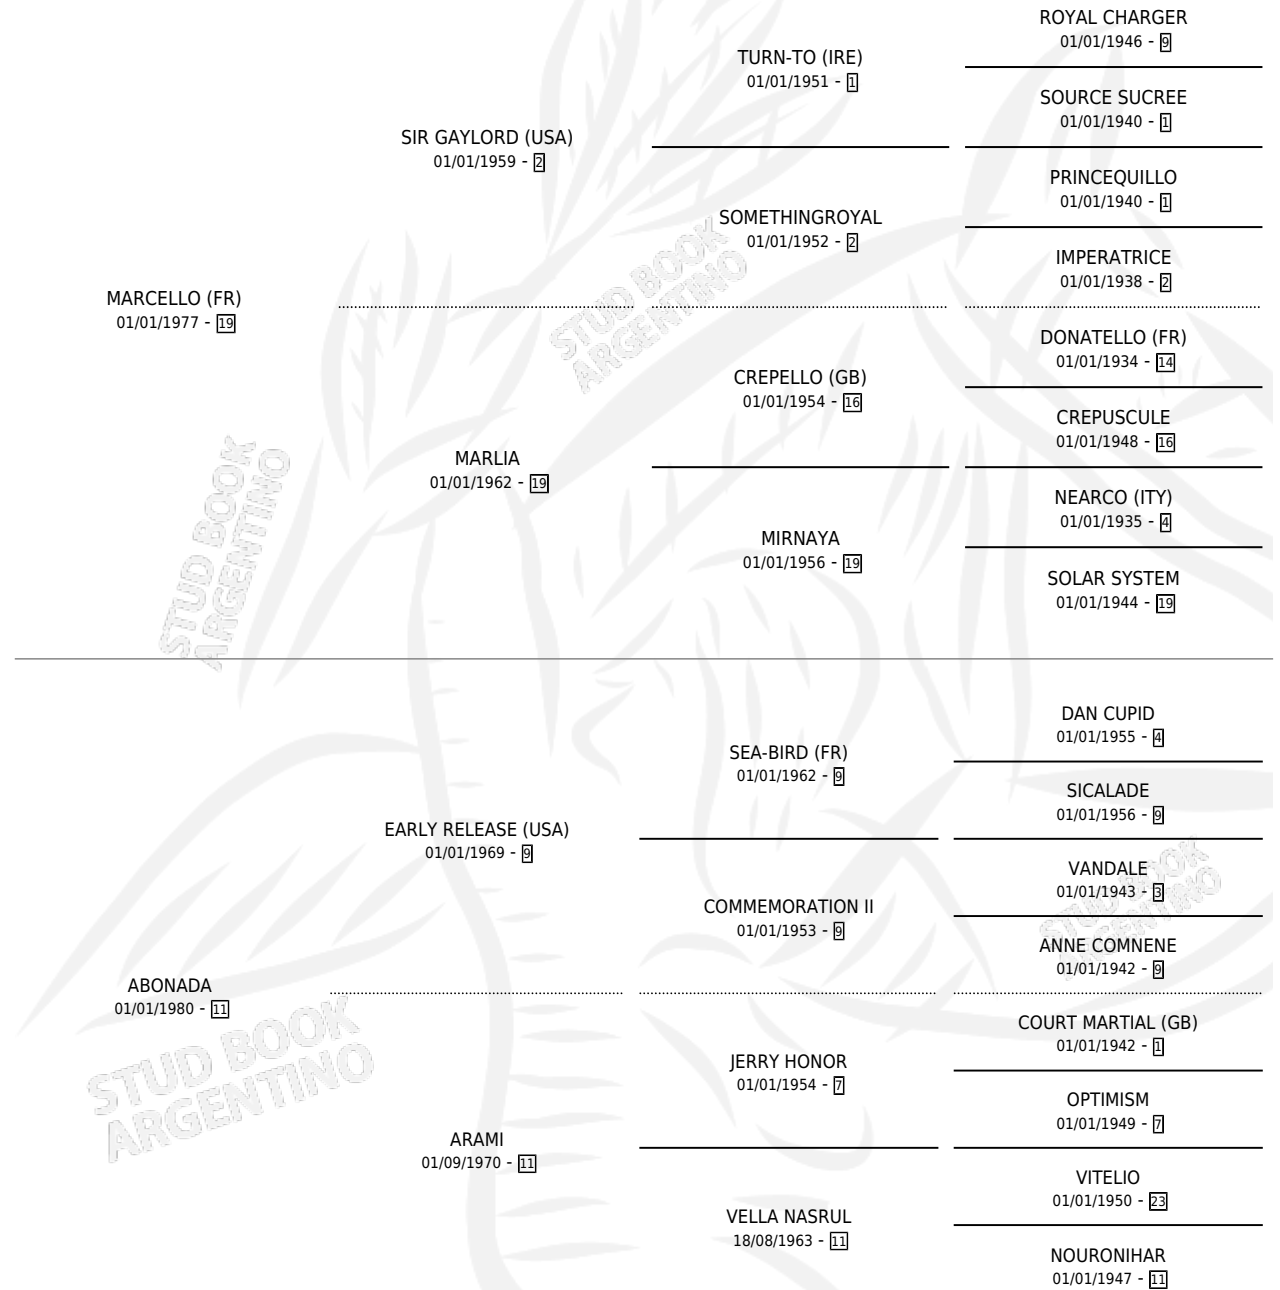 ROYAL CHARGER
01/01/1946 - 9
TURN-TO (IRE)
01/01/1951 - 1
SOURCE SUCREE
01/01/1940 - 1
SIR GAYLORD (USA)
01/01/1959 - 2
PRINCEQUILLO
01/01/1940 - 1
SOMETHINGROYAL
01/01/1952 - 2
IMPERATRICE
01/01/1938 - 2
MARCELLO (FR)
01/01/1977 - 19
STUD BOOK
ARGENTINO
DONATELLO (FR)
01/01/1934 - 14
CREPELLO (GB)
01/01/1954 - 16
CREPUSCULE
01/01/1948 - 16
MARLIA
01/01/1962 - 19
NEARCO (ITY)
01/01/1935 - 4
MIRNAYA
01/01/1956 - 19
SOLAR SYSTEM
01/01/1944 - 19
STUD BOOK
ARGENTINO
DAN CUPID
01/01/1955 - 4
SEA-BIRD (FR)
01/01/1962 - 9
SICALADE
01/01/1956 - 9
EARLY RELEASE (USA)
01/01/1969 - 9
VANDALE
01/01/1943 - 3
COMMEMORATION II
01/01/1953 - 9
STUD BOOK
ARGENTINO
ANNE COMNENE
01/01/1942 - 9
ABONADA
01/01/1980 - 11
STUD BOOK
ARGENTINO
COURT MARTIAL (GB)
01/01/1942 - 1
JERRY HONOR
01/01/1954 - 7
OPTIMISM
01/01/1949 - 7
ARAMI
01/09/1970 - 11
VITELIO
01/01/1950 - 23
VELLA NASRUL
18/08/1963 - 11
NOURONIHAR
01/01/1947 - 11